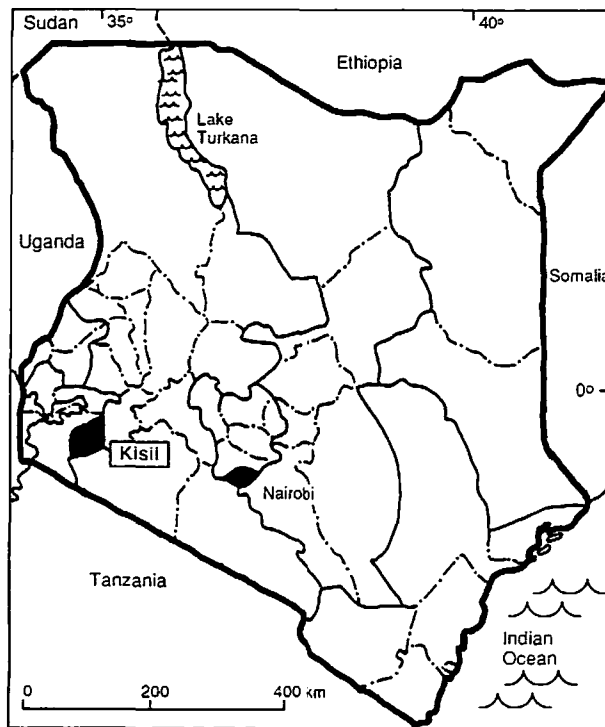 Sudan
35°
40°
Ethiopia
Lake
Turkana
Uganda
Somalia
0°
Kisii
Nairobi
Tanzania
Indian
Ocean
0
200
400 km